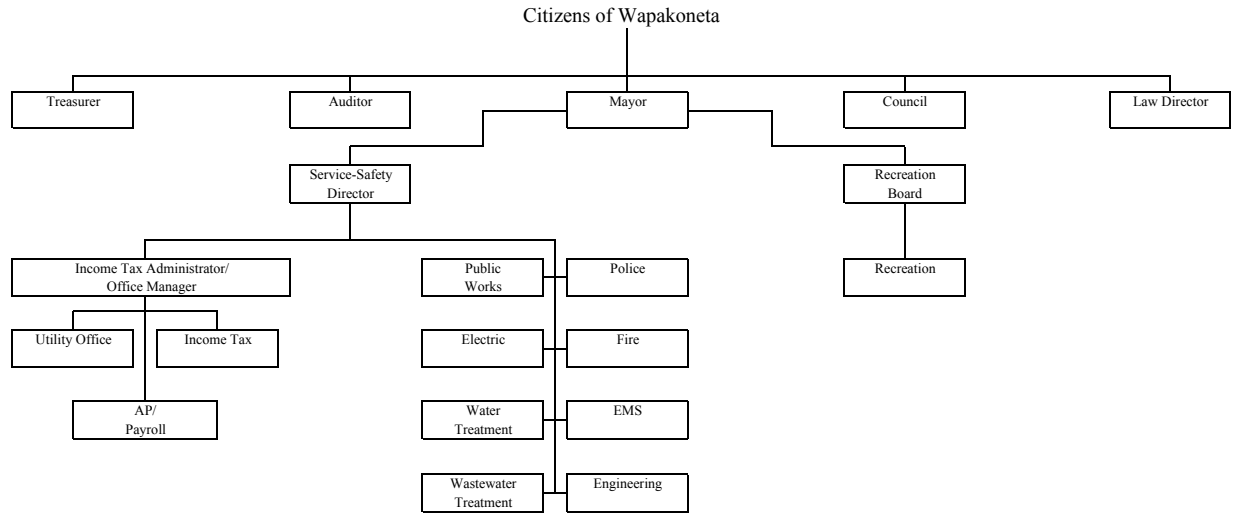 Citizens of Wapakoneta
Treasurer
Auditor
Mayor
Council
Law Director
Service-Safety
Director
Recreation
Board
Income Tax Administrator/
Office Manager
Public
Works
Police
Recreation
Utility Office
Income Tax
Electric
Fire
AP/
Payroll
Water
Treatment
EMS
Wastewater
Treatment
Engineering